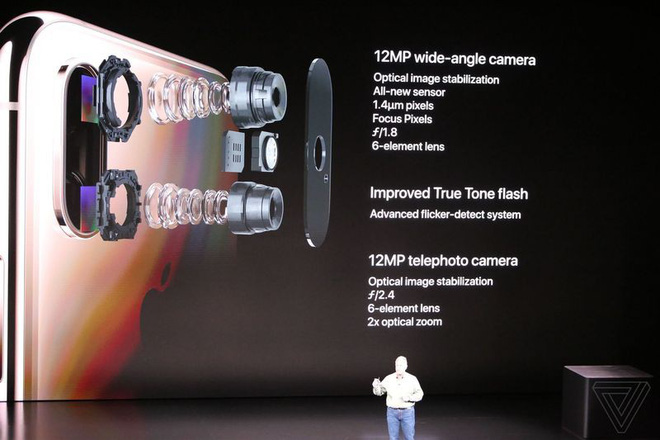 12MP wide-angle camera
Optical image stabilization
All-new sensor
1.4µm pixels
Focus Pixels
ƒ/1.8
6-element lens
Improved True Tone flash
Advanced flicker-detect system
12MP telephoto camera
Optical image stabilization
ƒ/2.4
6-element lens
2x optical zoom